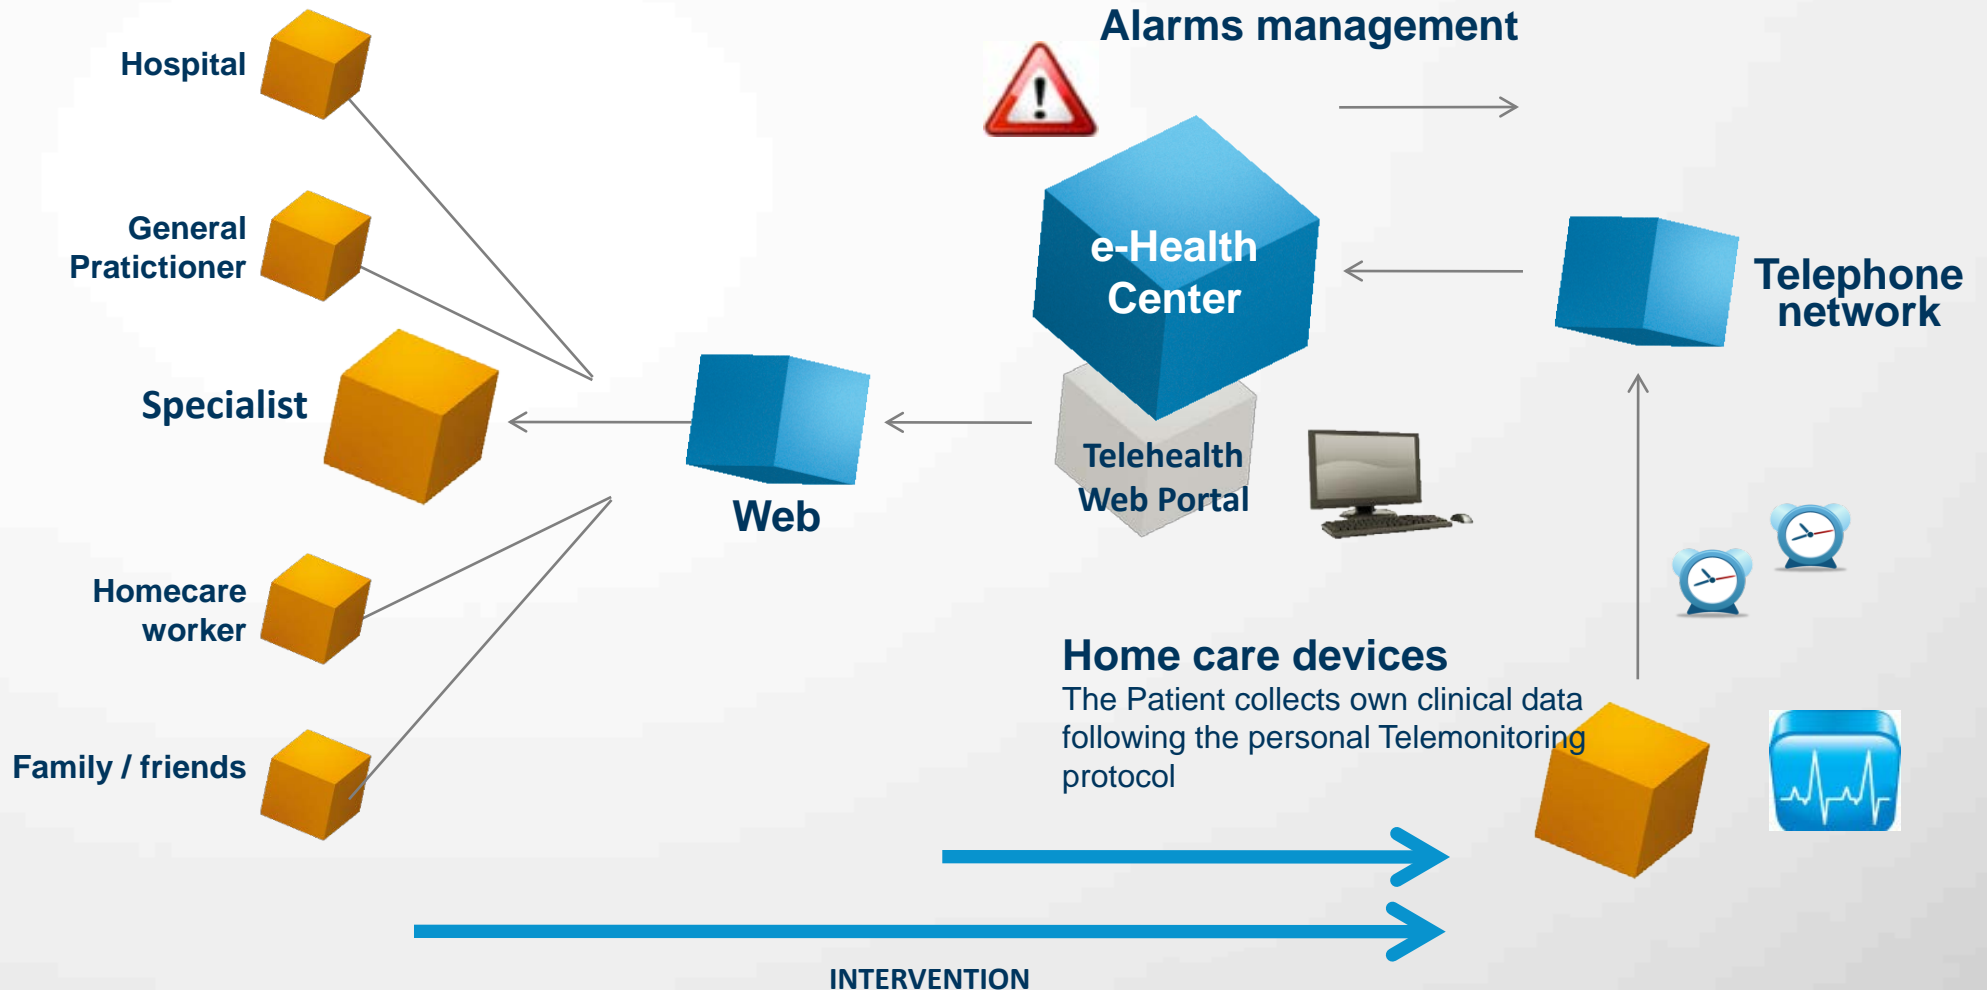 Alarms management
Hospital
General
Pratictioner
e-Health
Center
Telephone
network
Specialist
Telehealth
Web Portal
Web
Homecare
worker
Home care devices
The Patient collects own clinical data
following the personal Telemonitoring
protocol
Family / friends
INTERVENTION